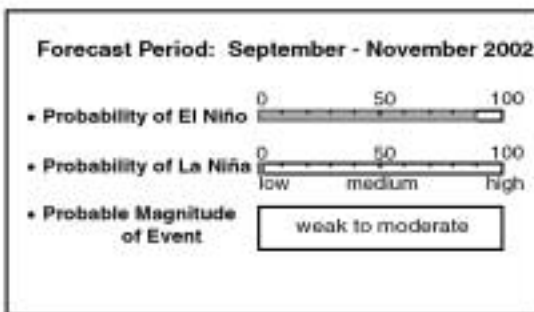 Forecast Period: September - November 2002
0 50 100
• Probability of El Niño
0 50 100
• Probability of La Niña
low medium high
• Probable Magnitude
of Event
weak to moderate